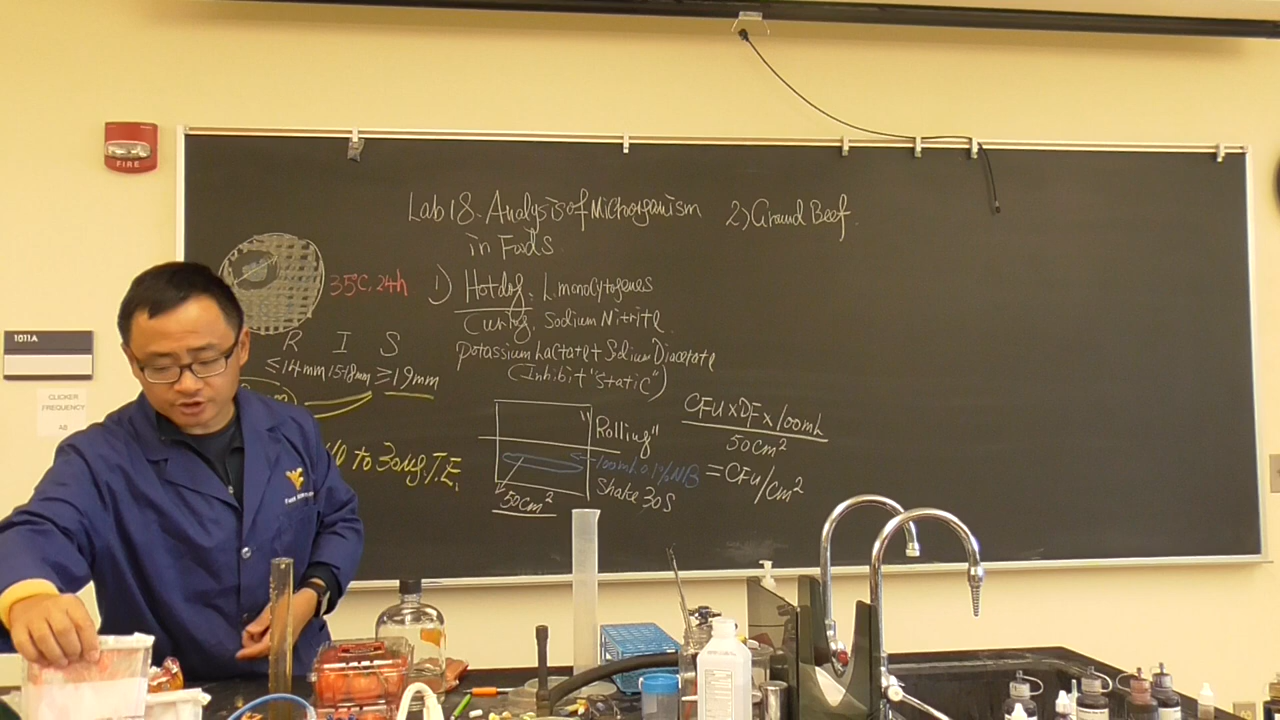 FIRE
1011A
CLICKER
FREQUENCY
AB
Lab 18. Analysis of Microorganism
in Foods.
2) Ground Beef.
35°C, 24h
R I S
≤14mm 15-18mm ≥19mm
10 to 30ug. T.E.
1) Hotdog. L. monocytogenes
Curing. Sodium Nitrite.
Potassium Lactate + Sodium Diacetate
(Inhibit "static")
"Rolling"
100mL 0.1% NB
Shake 30s
50cm²
CFU x DF x 100mL
50cm²
= CFU/cm²